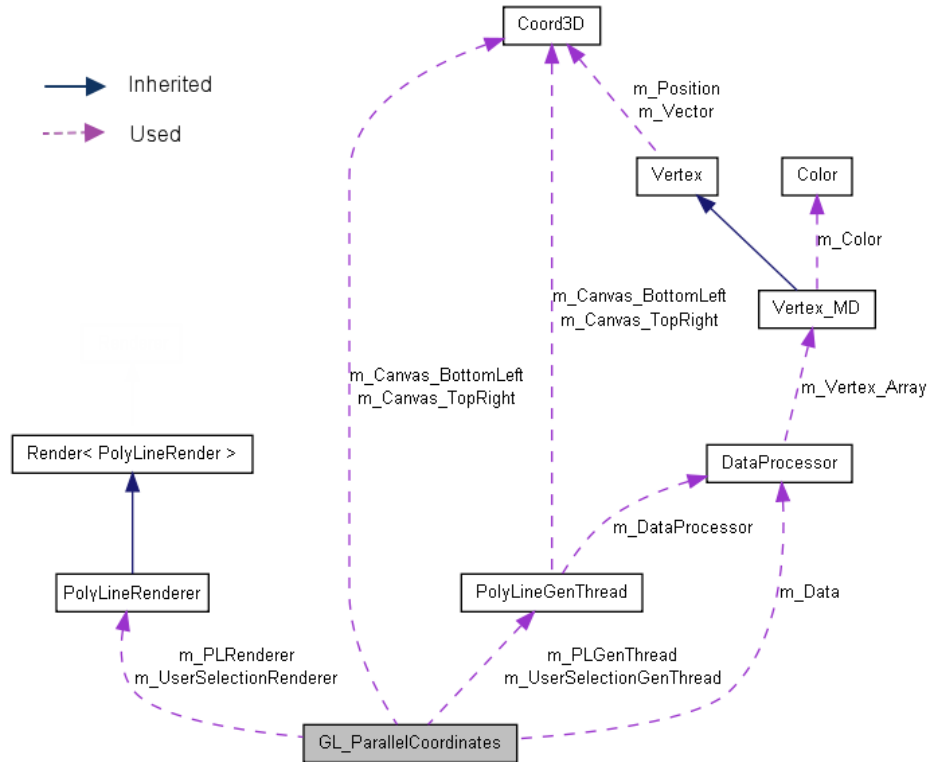 Coord3D
Inherited
Used
m_Position
m_Vector
Vertex
Color
m_Color
m_Canvas_BottomLeft
m_Canvas_TopRight
Vertex_MD
m_Canvas_BottomLeft
m_Canvas_TopRight
m_Vertex_Array
Render< PolyLineRender >
DataProcessor
m_DataProcessor
PolyLineRenderer
PolyLineGenThread
m_Data
m_PLRenderer
m_UserSelectionRenderer
m_PLGenThread
m_UserSelectionGenThread
GL_ParallelCoordinates